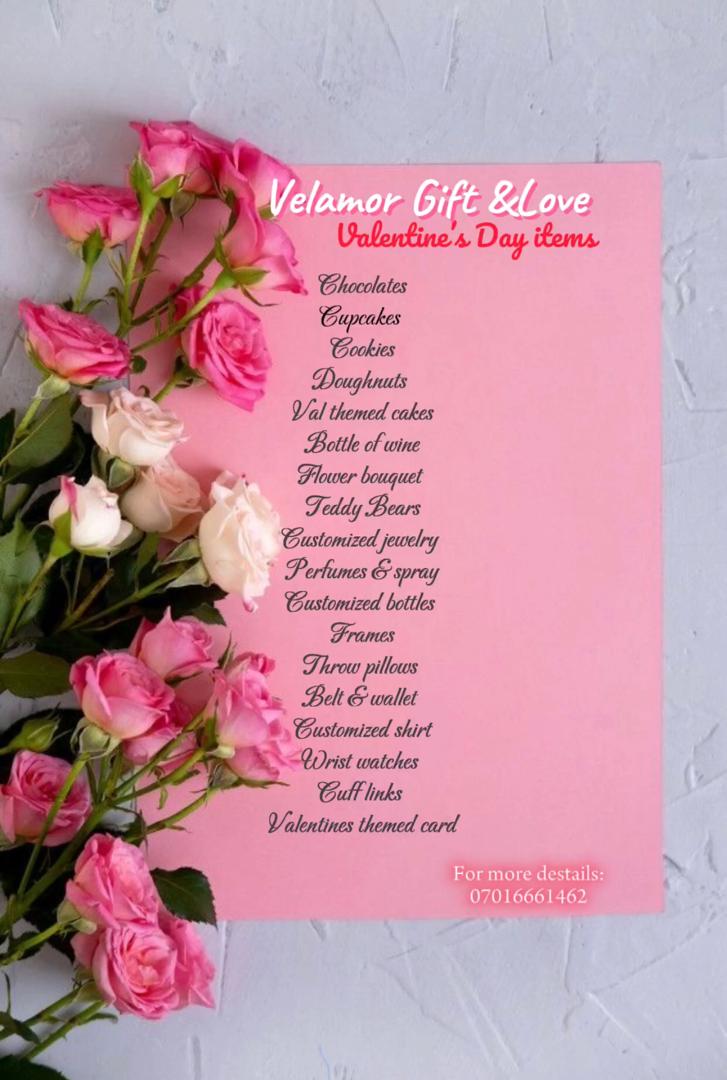 Velamor Gift &Love
Valentine's Day items
Chocolates
Cupcakes
Cookies
Doughnuts
Val themed cakes
Bottle of wine
Flower bouquet
Teddy Bears
Customized jewelry
Perfumes & spray
Customized bottles
Frames
Throw pillows
Belt & wallet
Customized shirt
Wrist watches
Cuff links
Valentines themed card
For more destails:
07016661462